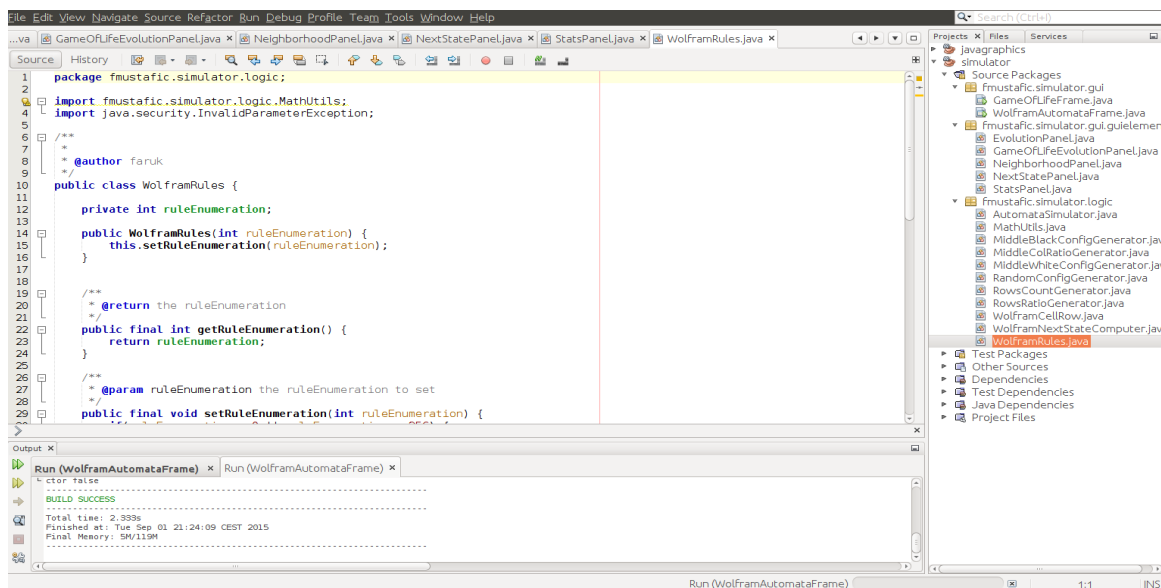 File Edit View Navigate Source Refactor Run Debug Profile Team Tools Window Help
Search (Ctrl+I)
...va GameOfLifeEvolutionPanel.java × NeighborhoodPanel.java × NextStatePanel.java × StatsPanel.java × WolframRules.java ×
Source History
1 package fmustafic.simulator.logic;
2
import fmustafic.simulator.logic.MathUtils;
4 import java.security.InvalidParameterException;
5
6 /**
7 *
8 * @author faruk
9 */
10 public class WolframRules {
11
12 private int ruleEnumeration;
13
14 public WolframRules(int ruleEnumeration) {
15 this.setRuleEnumeration(ruleEnumeration);
16 }
17
18
19 /**
20 * @return the ruleEnumeration
21 */
22 public final int getRuleEnumeration() {
23 return ruleEnumeration;
24 }
25
26 /**
27 * @param ruleEnumeration the ruleEnumeration to set
28 */
29 public final void setRuleEnumeration(int ruleEnumeration) {
Output ×
Run (WolframAutomataFrame) × Run (WolframAutomataFrame) ×
ctor false
------------------------------------------------------------------------
BUILD SUCCESS
------------------------------------------------------------------------
Total time: 2.333s
Finished at: Tue Sep 01 21:24:09 CEST 2015
Final Memory: 5M/119M
------------------------------------------------------------------------
Projects × Files Services
javagraphics
simulator
Source Packages
fmustafic.simulator.gui
GameOfLifeFrame.java
WolframAutomataFrame.java
fmustafic.simulator.gui.guielemen
EvolutionPanel.java
GameOfLifeEvolutionPanel.java
NeighborhoodPanel.java
NextStatePanel.java
StatsPanel.java
fmustafic.simulator.logic
AutomataSimulator.java
MathUtils.java
MiddleBlackConfigGenerator.jav
MiddleColRatioGenerator.java
MiddleWhiteConfigGenerator.ja
RandomConfigGenerator.java
RowsCountGenerator.java
RowsRatioGenerator.java
WolframCellRow.java
WolframNextStateComputer.jav
WolframRules.java
Test Packages
Other Sources
Dependencies
Test Dependencies
Java Dependencies
Project Files
Run (WolframAutomataFrame) 1:1 INS